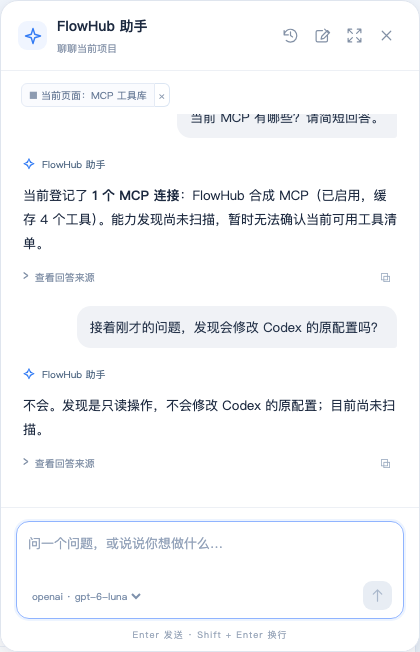 FlowHub 助手
聊聊当前项目
当前页面：MCP 工具库 ×
当前 MCP 有哪些？请简短回答。
FlowHub 助手
当前登记了 1 个 MCP 连接：FlowHub 合成 MCP（已启用，缓
存 4 个工具）。能力发现尚未扫描，暂时无法确认当前可用工具清
单。
查看回答来源
接着刚才的问题，发现会修改 Codex 的原配置吗？
FlowHub 助手
不会。发现是只读操作，不会修改 Codex 的原配置；目前尚未扫
描。
查看回答来源
问一个问题，或说说你想做什么...
openai · gpt-6-luna
Enter 发送 · Shift + Enter 换行